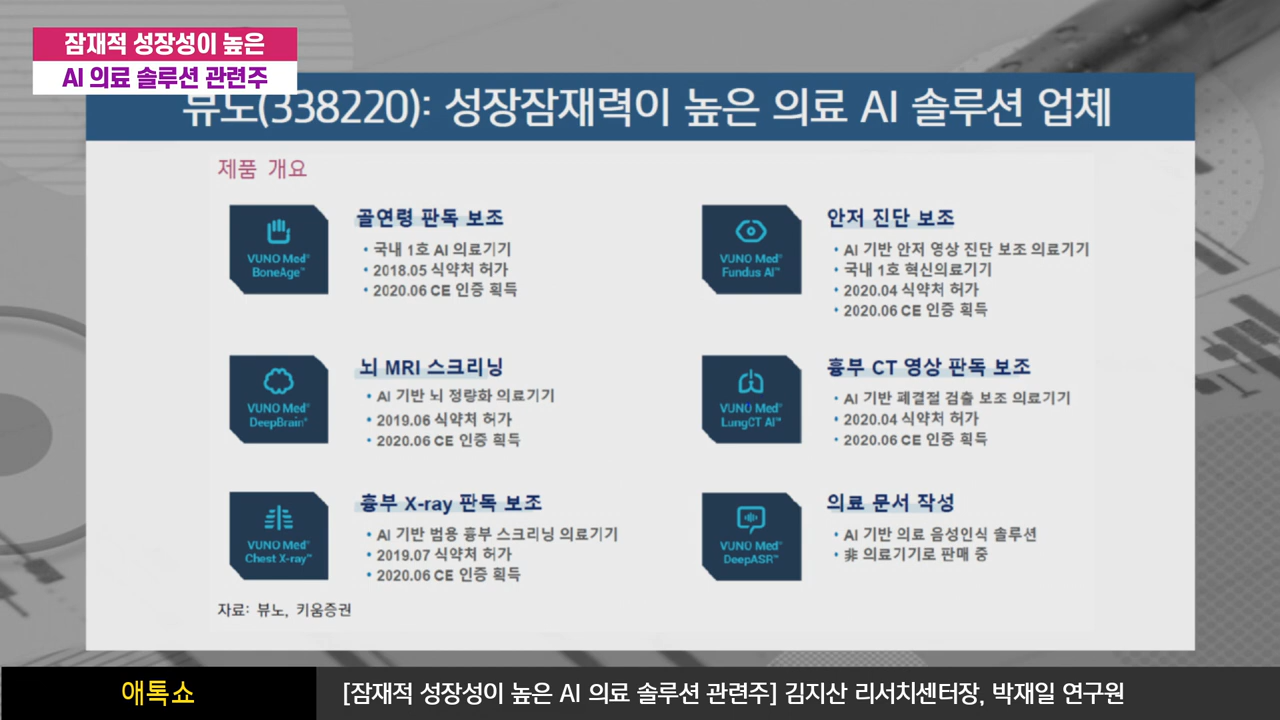 잠재적 성장성이 높은
AI 의료 솔루션 관련주
뷰노(338220): 성장잠재력이 높은 의료 AI 솔루션 업체
제품 개요
VUNO Med®
BoneAge™
골연령 판독 보조
• 국내 1호 AI 의료기기
• 2018.05 식약처 허가
• 2020.06 CE 인증 획득
VUNO Med®
Fundus AI™
안저 진단 보조
• AI 기반 안저 영상 진단 보조 의료기기
• 국내 1호 혁신의료기기
• 2020.04 식약처 허가
• 2020.06 CE 인증 획득
VUNO Med®
DeepBrain®
뇌 MRI 스크리닝
• AI 기반 뇌 정량화 의료기기
• 2019.06 식약처 허가
• 2020.06 CE 인증 획득
VUNO Med®
LungCT AI™
흉부 CT 영상 판독 보조
• AI 기반 폐결절 검출 보조 의료기기
• 2020.04 식약처 허가
• 2020.06 CE 인증 획득
VUNO Med®
Chest X-ray™
흉부 X-ray 판독 보조
• AI 기반 범용 흉부 스크리닝 의료기기
• 2019.07 식약처 허가
• 2020.06 CE 인증 획득
VUNO Med®
DeepASR™
의료 문서 작성
• AI 기반 의료 음성인식 솔루션
• 非 의료기기로 판매 중
자료: 뷰노, 키움증권
애톡쇼
[잠재적 성장성이 높은 AI 의료 솔루션 관련주] 김지산 리서치센터장, 박재일 연구원